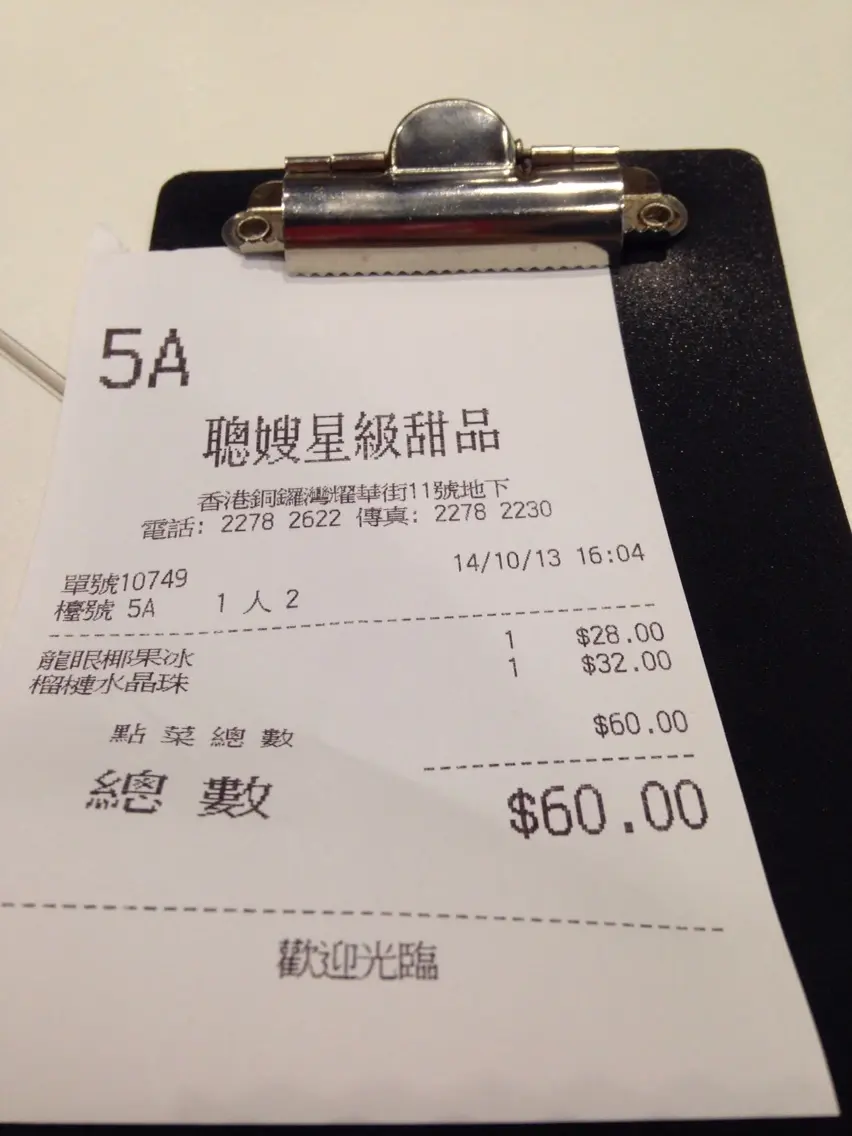 5A
聰嫂星級甜品
香港銅鑼灣耀華街11號地下
電話: 2278 2622 傳真: 2278 2230
單號10749 14/10/13 16:04
檯號 5A 1 人 2
龍眼椰果冰 1 $28.00
榴槤水晶珠 1 $32.00
點 菜 總 數 $60.00
總 數 $60.00
歡迎光臨